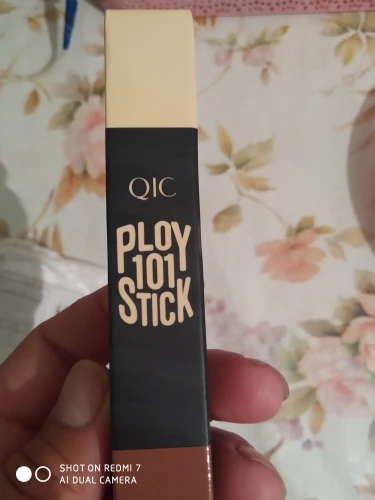 QIC
PLOY
101
STICK
SHOT ON REDMI 7
AI DUAL CAMERA